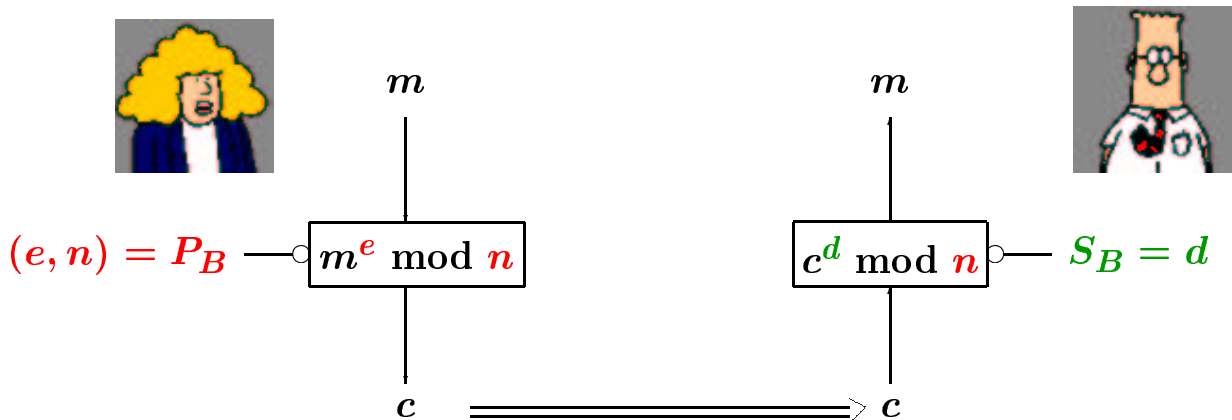 m m
(e, n) = P_B m^e mod n c^d mod n S_B = d
c c